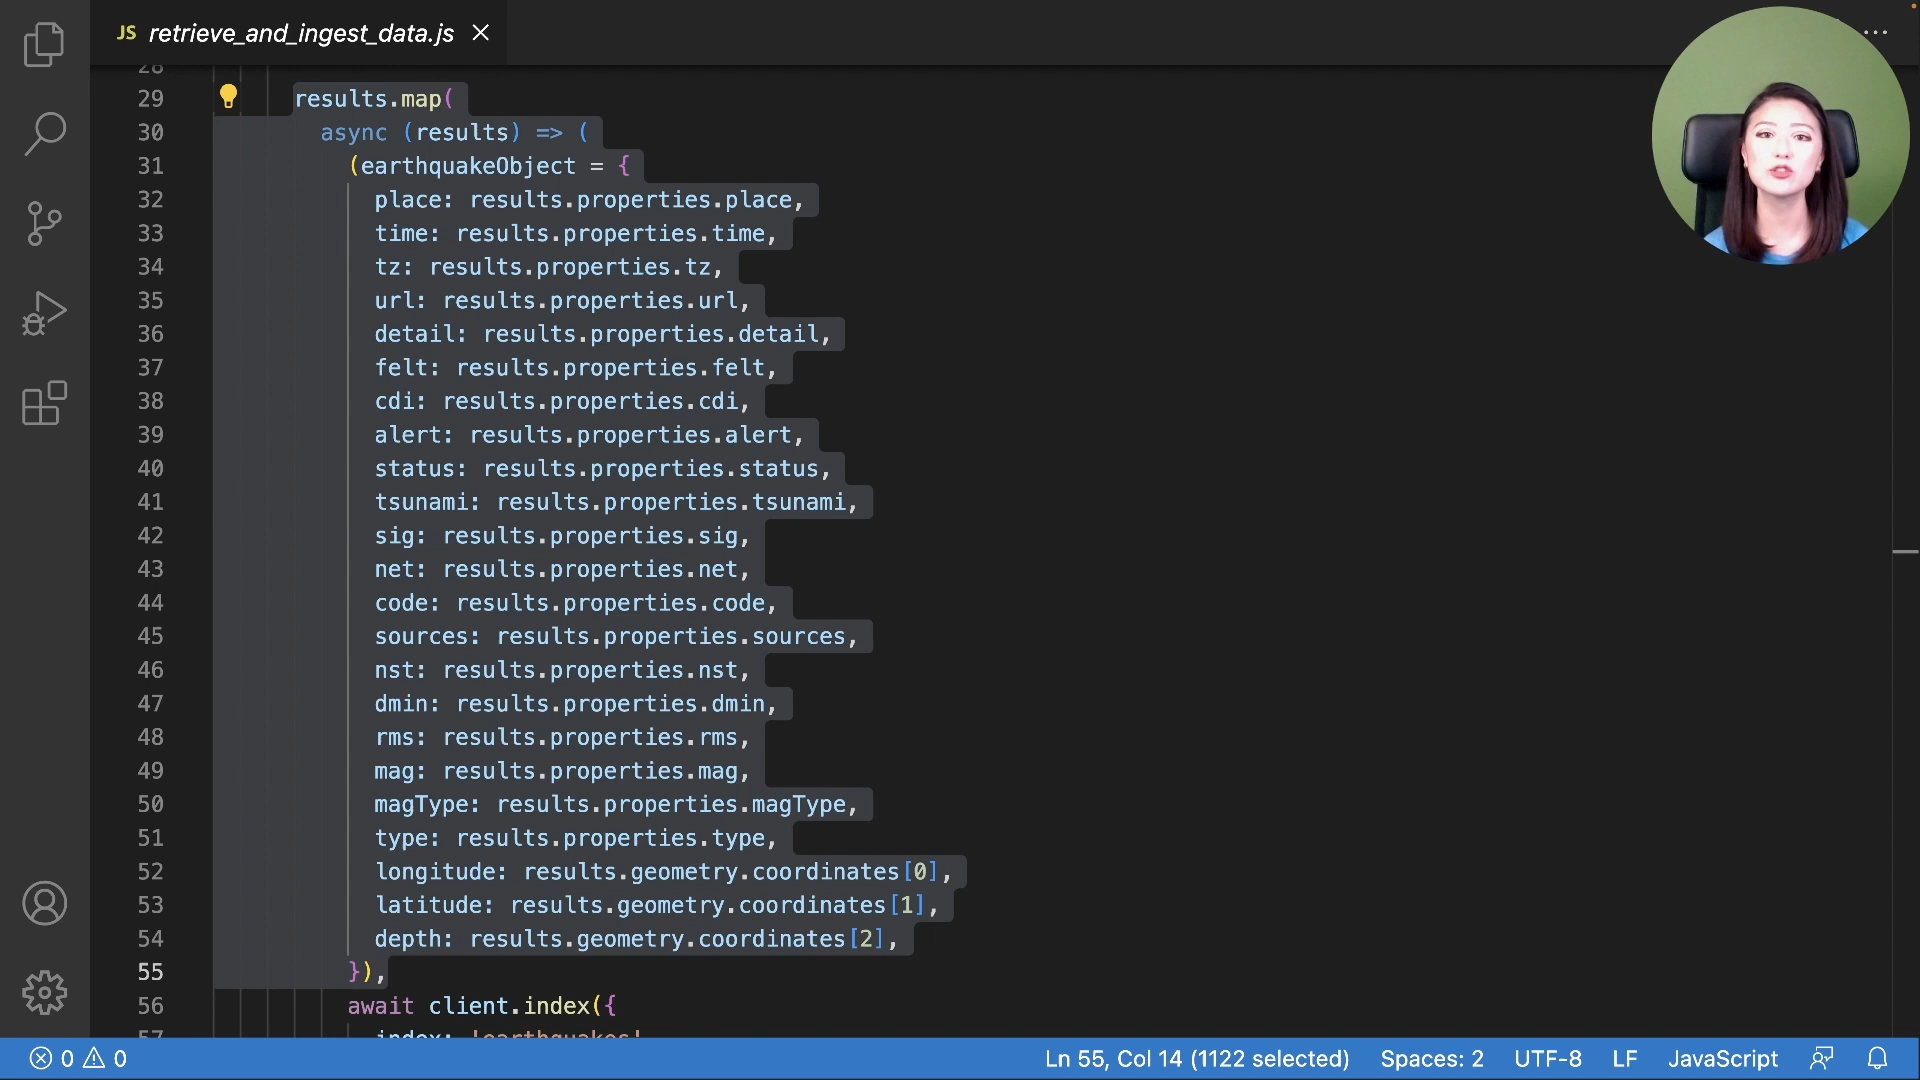 JS retrieve_and_ingest_data.js
28
29 results.map(
30 async (results) => (
31 (earthquakeObject = {
32 place: results.properties.place,
33 time: results.properties.time,
34 tz: results.properties.tz,
35 url: results.properties.url,
36 detail: results.properties.detail,
37 felt: results.properties.felt,
38 cdi: results.properties.cdi,
39 alert: results.properties.alert,
40 status: results.properties.status,
41 tsunami: results.properties.tsunami,
42 sig: results.properties.sig,
43 net: results.properties.net,
44 code: results.properties.code,
45 sources: results.properties.sources,
46 nst: results.properties.nst,
47 dmin: results.properties.dmin,
48 rms: results.properties.rms,
49 mag: results.properties.mag,
50 magType: results.properties.magType,
51 type: results.properties.type,
52 longitude: results.geometry.coordinates[0],
53 latitude: results.geometry.coordinates[1],
54 depth: results.geometry.coordinates[2],
55 }),
56 await client.index({
57 index: 'earthquakes'
0 0 Ln 55, Col 14 (1122 selected) Spaces: 2 UTF-8 LF JavaScript